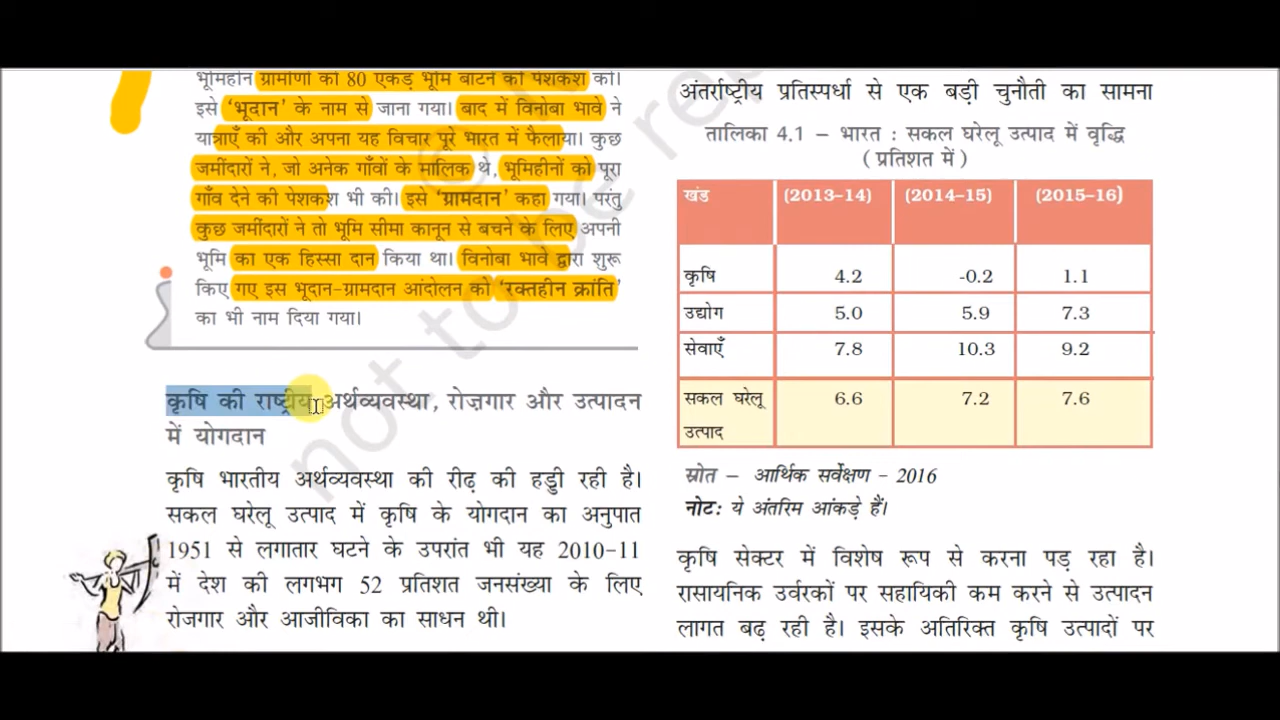 भूमिहीन ग्रामीणों को 80 एकड़ भूमि बाँटने की पेशकश की।
इसे ‘भूदान’ के नाम से जाना गया। बाद में विनोबा भावे ने
यात्राएँ की और अपना यह विचार पूरे भारत में फैलाया। कुछ
जमींदारों ने, जो अनेक गाँवों के मालिक थे, भूमिहीनों को पूरा
गाँव देने की पेशकश भी की। इसे ‘ग्रामदान’ कहा गया। परंतु
कुछ जमींदारों ने तो भूमि सीमा कानून से बचने के लिए अपनी
भूमि का एक हिस्सा दान किया था। विनोबा भावे द्वारा शुरू
किए गए इस भूदान-ग्रामदान आंदोलन को ‘रक्तहीन क्रांति’
का भी नाम दिया गया।
कृषि की राष्ट्रीय अर्थव्यवस्था, रोज़गार और उत्पादन
में योगदान
कृषि भारतीय अर्थव्यवस्था की रीढ़ की हड्डी रही है।
सकल घरेलू उत्पाद में कृषि के योगदान का अनुपात
1951 से लगातार घटने के उपरांत भी यह 2010-11
में देश की लगभग 52 प्रतिशत जनसंख्या के लिए
रोजगार और आजीविका का साधन थी।
अंतर्राष्ट्रीय प्रतिस्पर्धा से एक बड़ी चुनौती का सामना
तालिका 4.1 – भारत : सकल घरेलू उत्पाद में वृद्धि
(प्रतिशत में)
खंड (2013–14) (2014–15) (2015–16)
कृषि 4.2 -0.2 1.1
उद्योग 5.0 5.9 7.3
सेवाएँ 7.8 10.3 9.2
सकल घरेलू 6.6 7.2 7.6
उत्पाद
स्रोत – आर्थिक सर्वेक्षण - 2016
नोट: ये अंतरिम आंकड़े हैं।
कृषि सेक्टर में विशेष रूप से करना पड़ रहा है।
रासायनिक उर्वरकों पर सहायिकी कम करने से उत्पादन
लागत बढ़ रही है। इसके अतिरिक्त कृषि उत्पादों पर
not to be rep